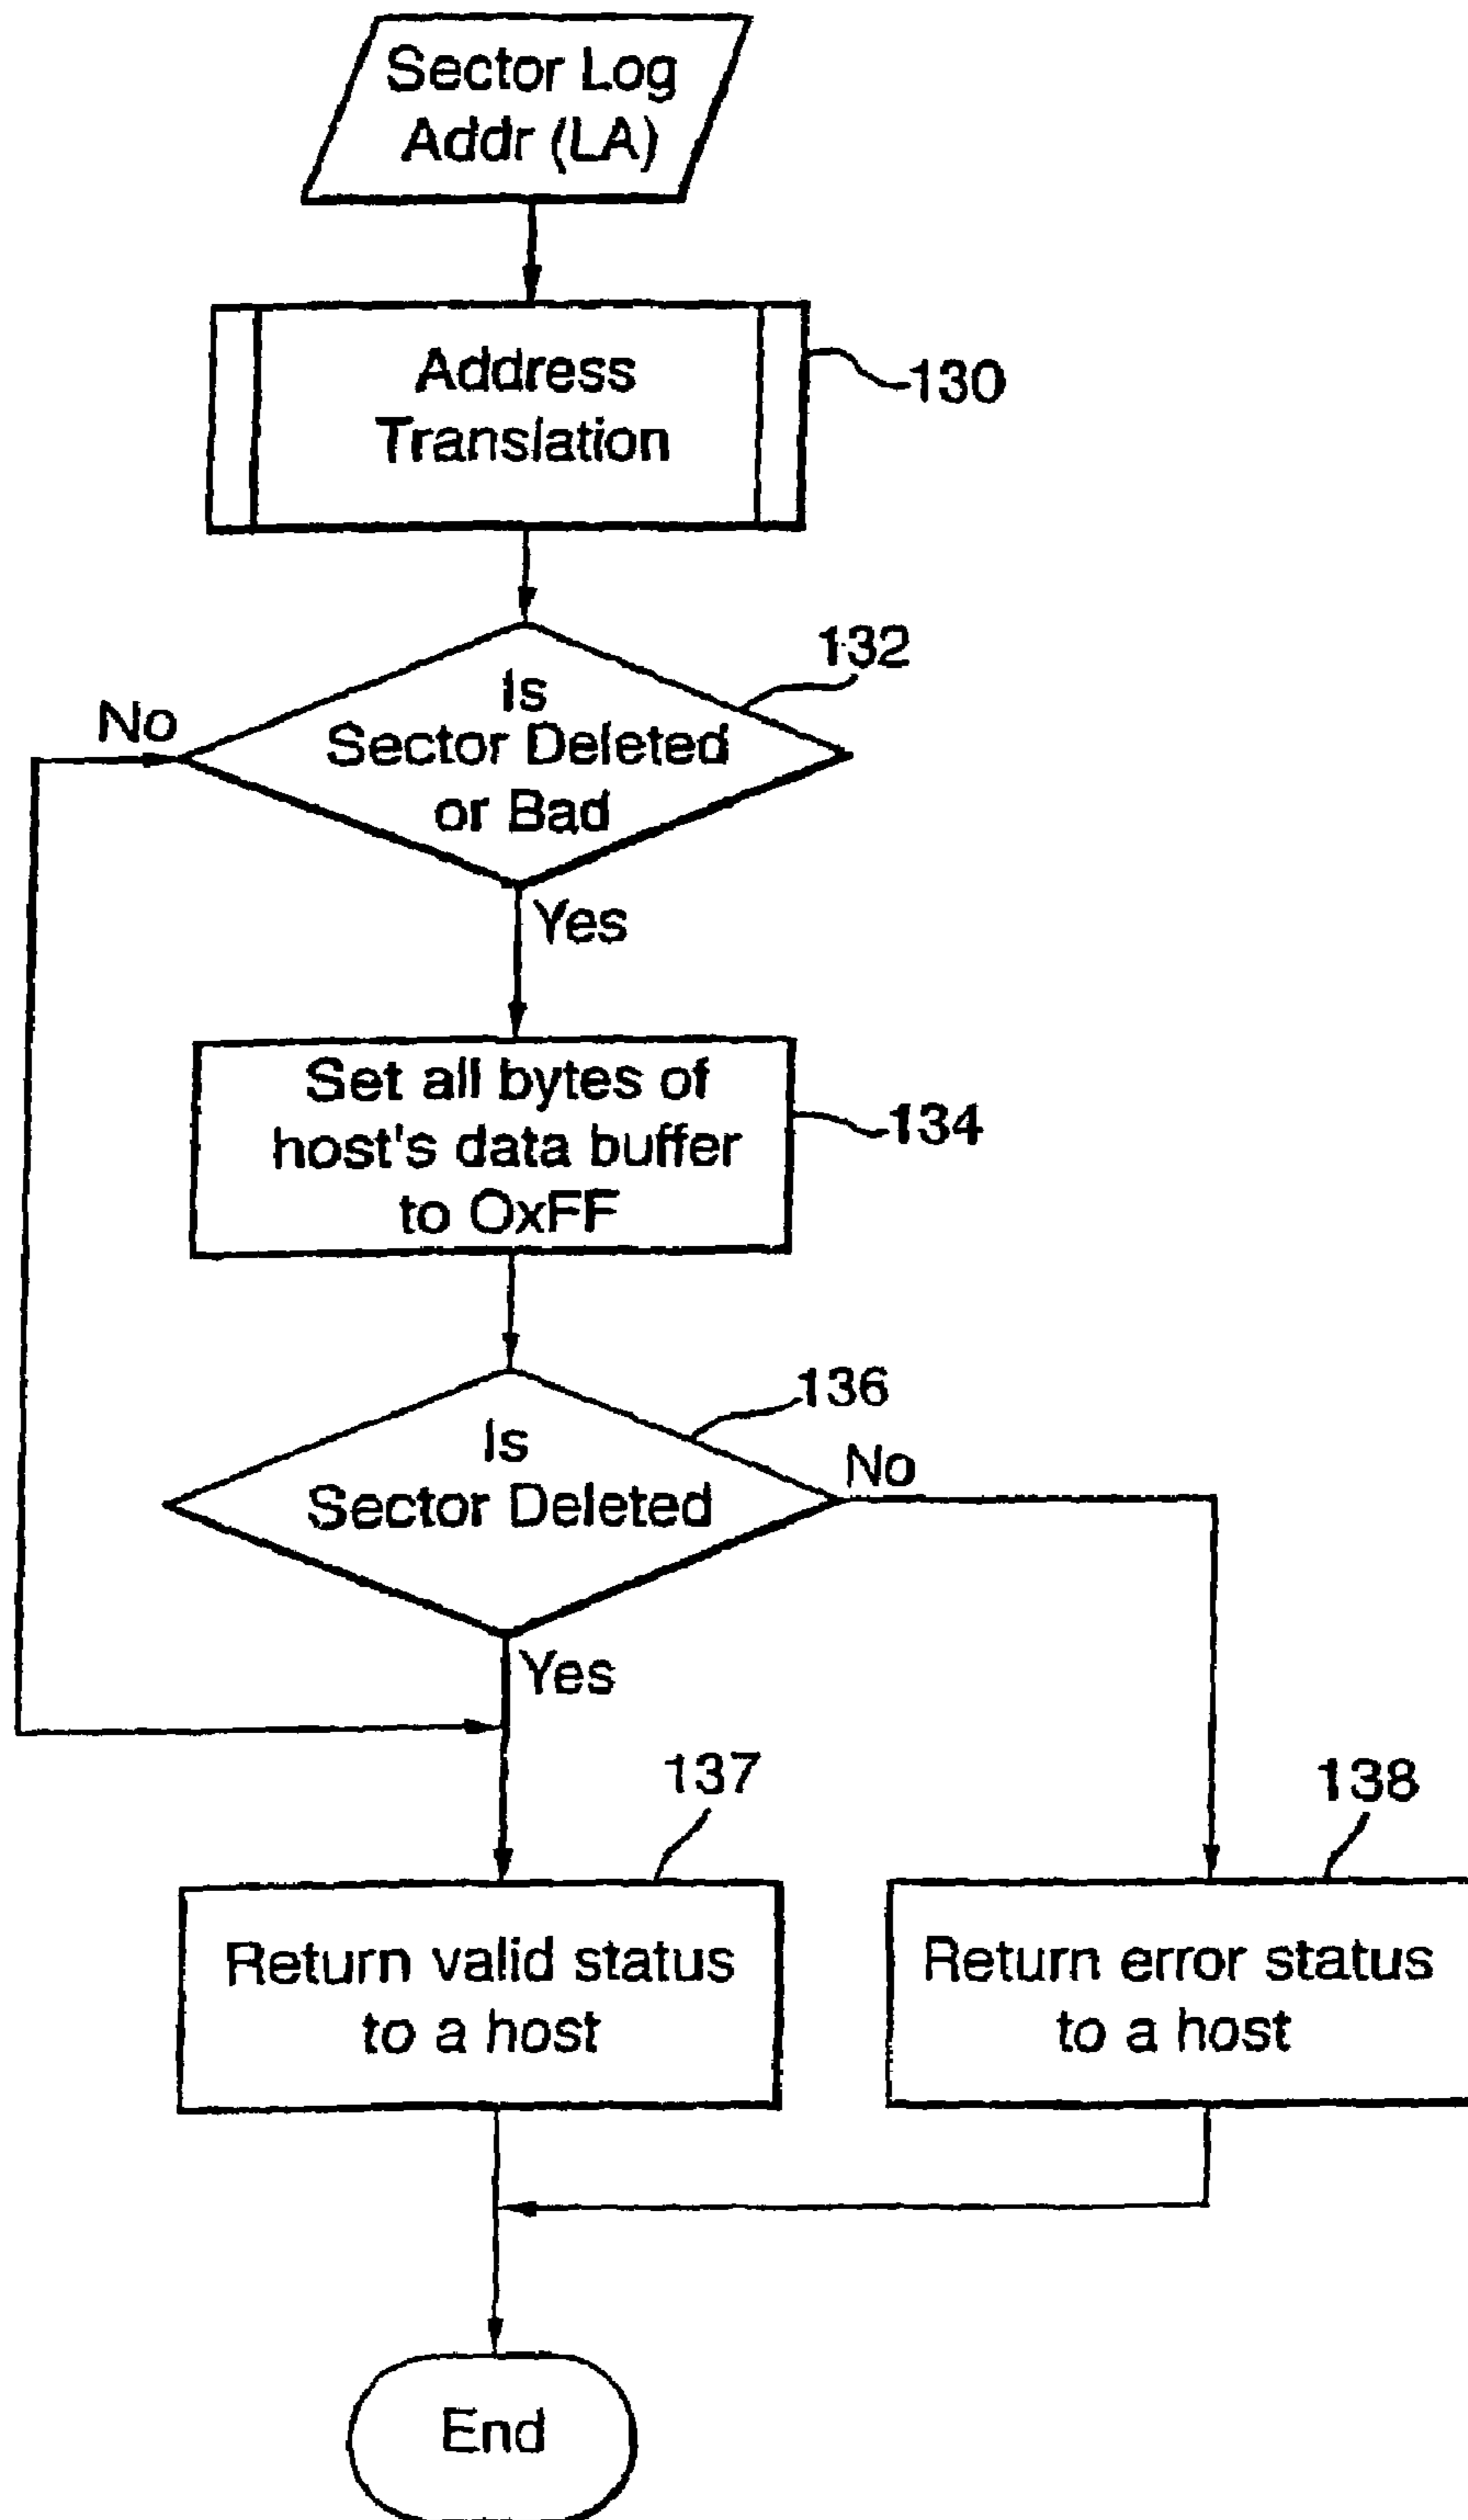 Sector Log
Addr (LA)
Address
Translation
130
132
Is
Sector Deleted
or Bad
No
Yes
Set all bytes of
host's data buffer
to OxFF
134
136
Is
Sector Deleted
No
Yes
137
138
Return valid status
to a host
Return error status
to a host
End